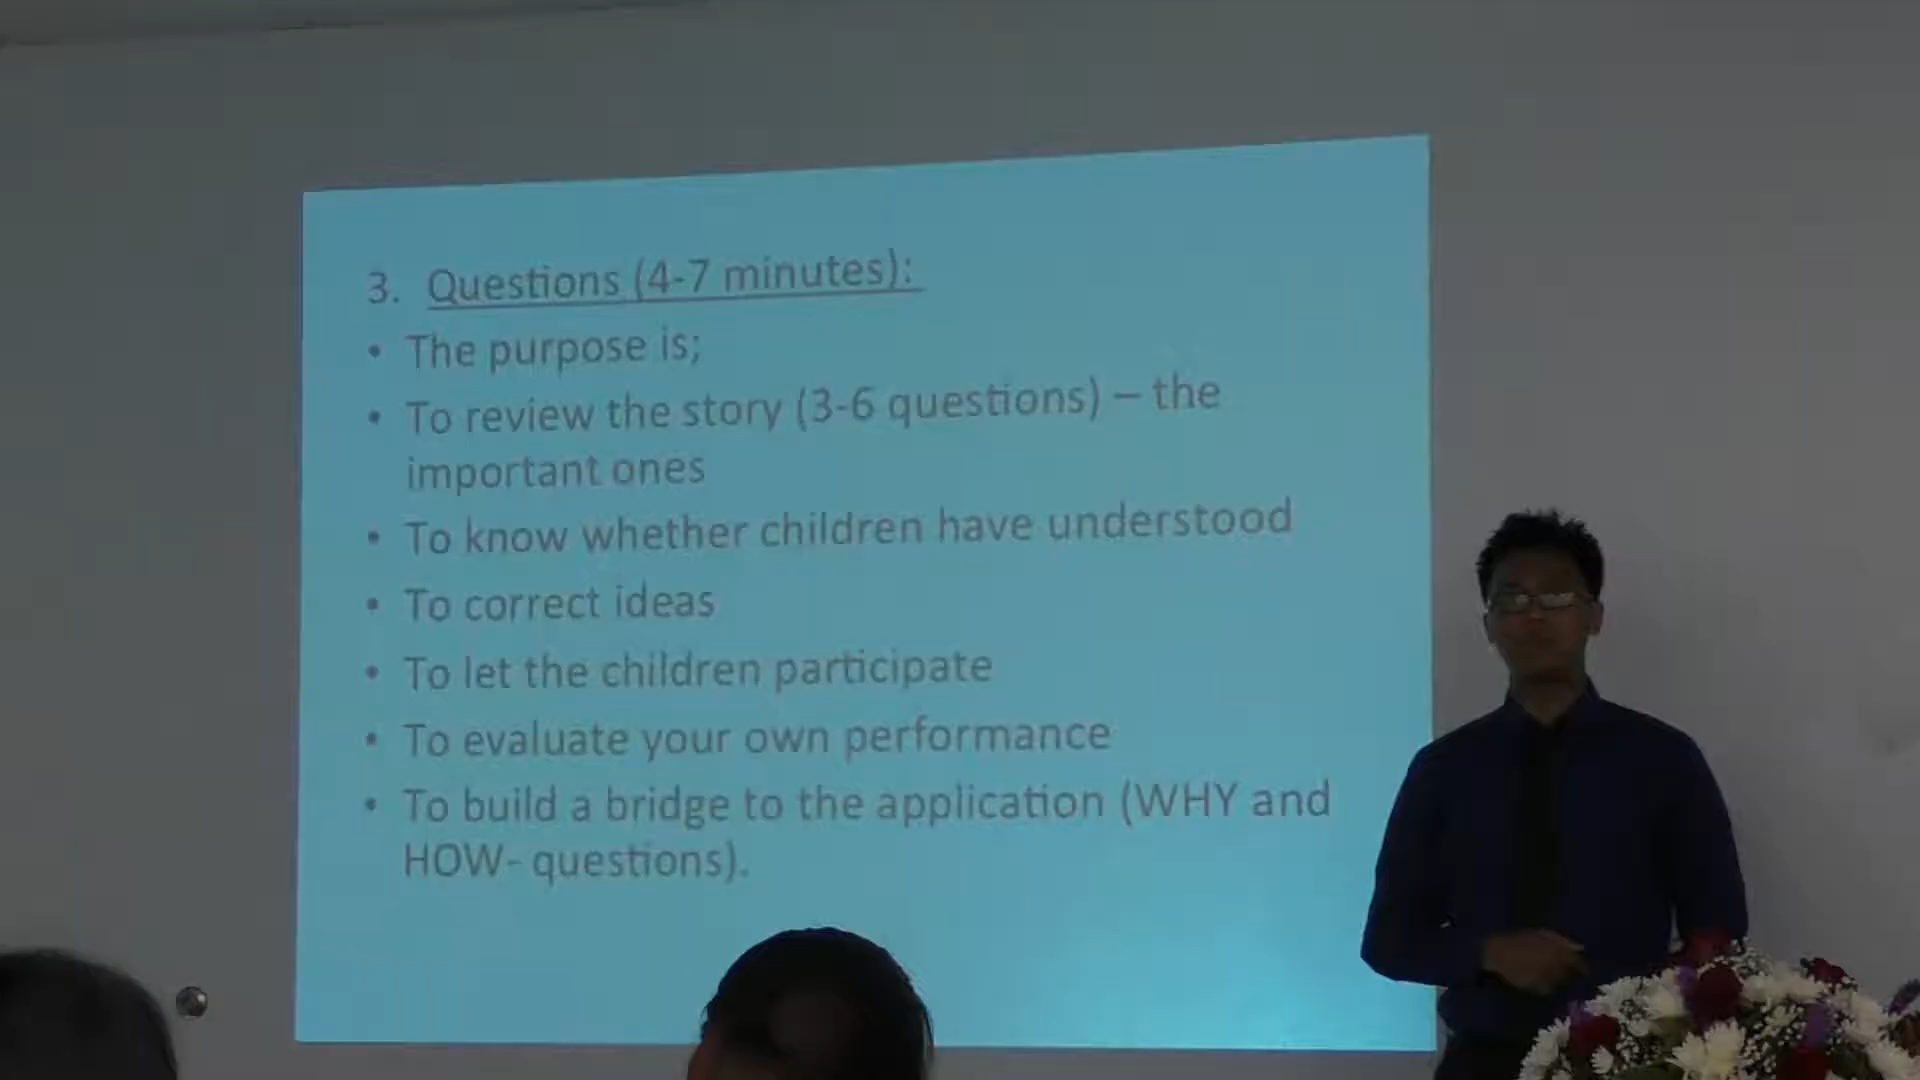 3. Questions (4-7 minutes):
• The purpose is;
• To review the story (3-6 questions) – the
important ones
• To know whether children have understood
• To correct ideas
• To let the children participate
• To evaluate your own performance
• To build a bridge to the application (WHY and
HOW- questions).